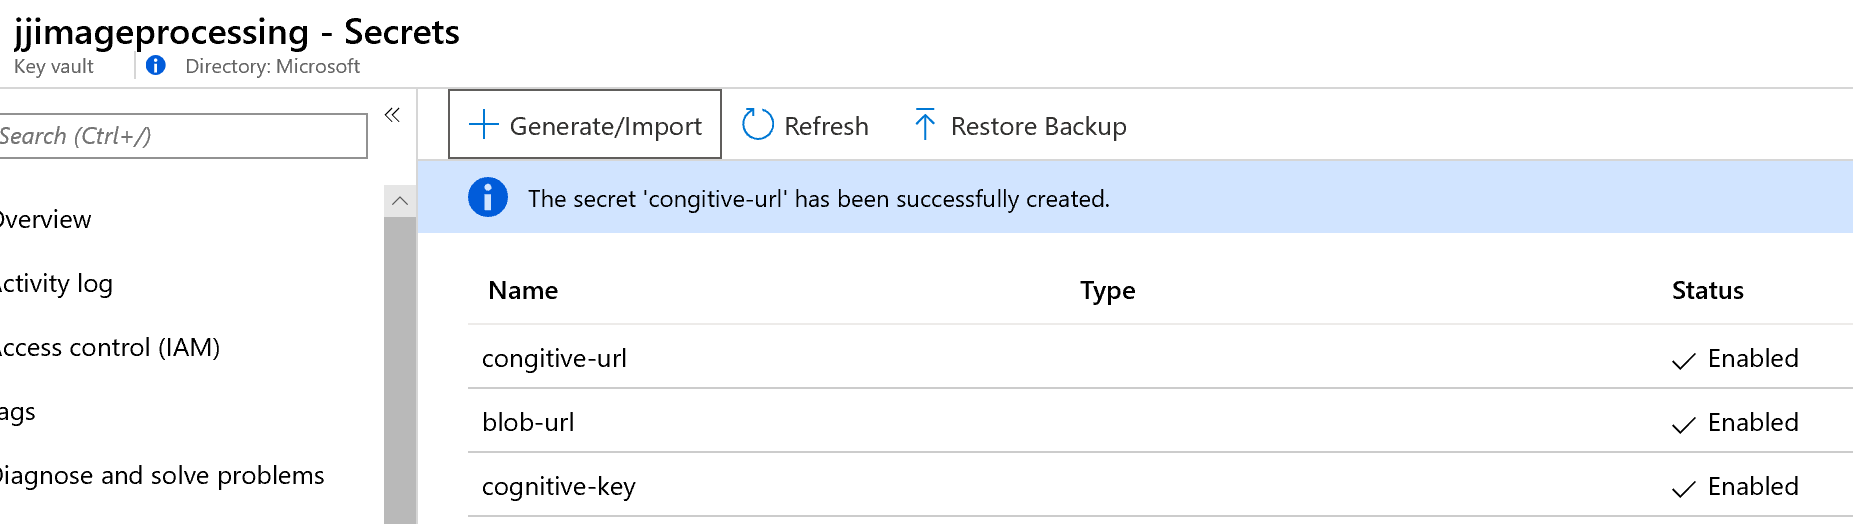 jjimageprocessing - Secrets
Key vault
Directory: Microsoft
Search (Ctrl+/)
Generate/Import
Refresh
Restore Backup
The secret 'congitive-url' has been successfully created.
Overview
Activity log
Access control (IAM)
Tags
Diagnose and solve problems
Name Type Status
congitive-url Enabled
blob-url Enabled
cognitive-key Enabled